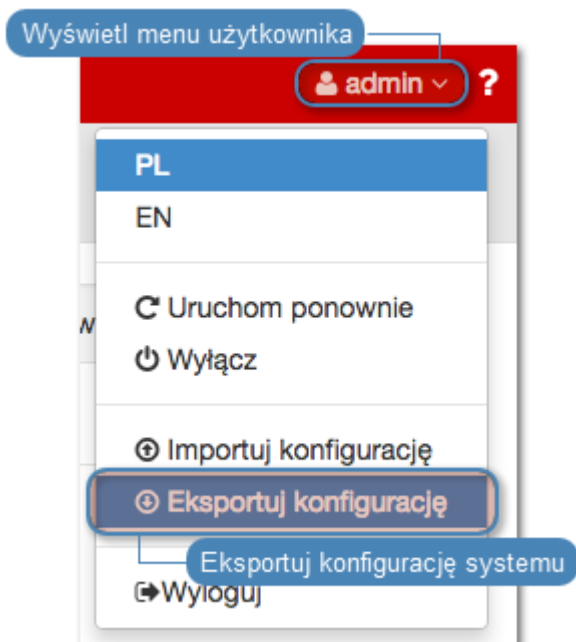 Wyświetl menu użytkownika
admin ?
PL
EN
w
Uruchom ponownie
Wyłącz
Importuj konfigurację
Eksportuj konfigurację
Eksportuj konfigurację systemu
Wyloguj